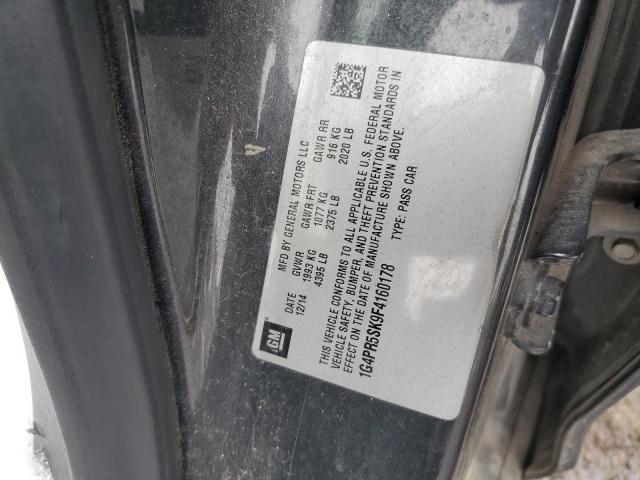 GM
MFD BY GENERAL MOTORS LLC
DATE GVWR GAWR FRT GAWR RR
12/14 1993 KG 1077 KG 916 KG
4395 LB 2375 LB 2020 LB
THIS VEHICLE CONFORMS TO ALL APPLICABLE U.S. FEDERAL MOTOR
VEHICLE SAFETY, BUMPER, AND THEFT PREVENTION STANDARDS IN
EFFECT ON THE DATE OF MANUFACTURE SHOWN ABOVE.
1G4PR5SK9F4160178 TYPE: PASS CAR